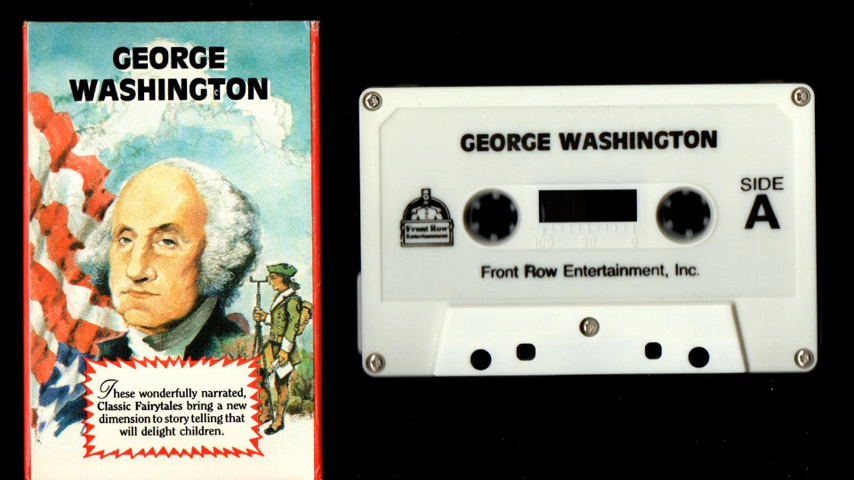 GEORGE
WASHINGTON
These wonderfully narrated,
Classic Fairytales bring a new
dimension to story telling that
will delight children.
GEORGE WASHINGTON
SIDE
A
Front Row
Entertainment
100 50 0
Front Row Entertainment, Inc.